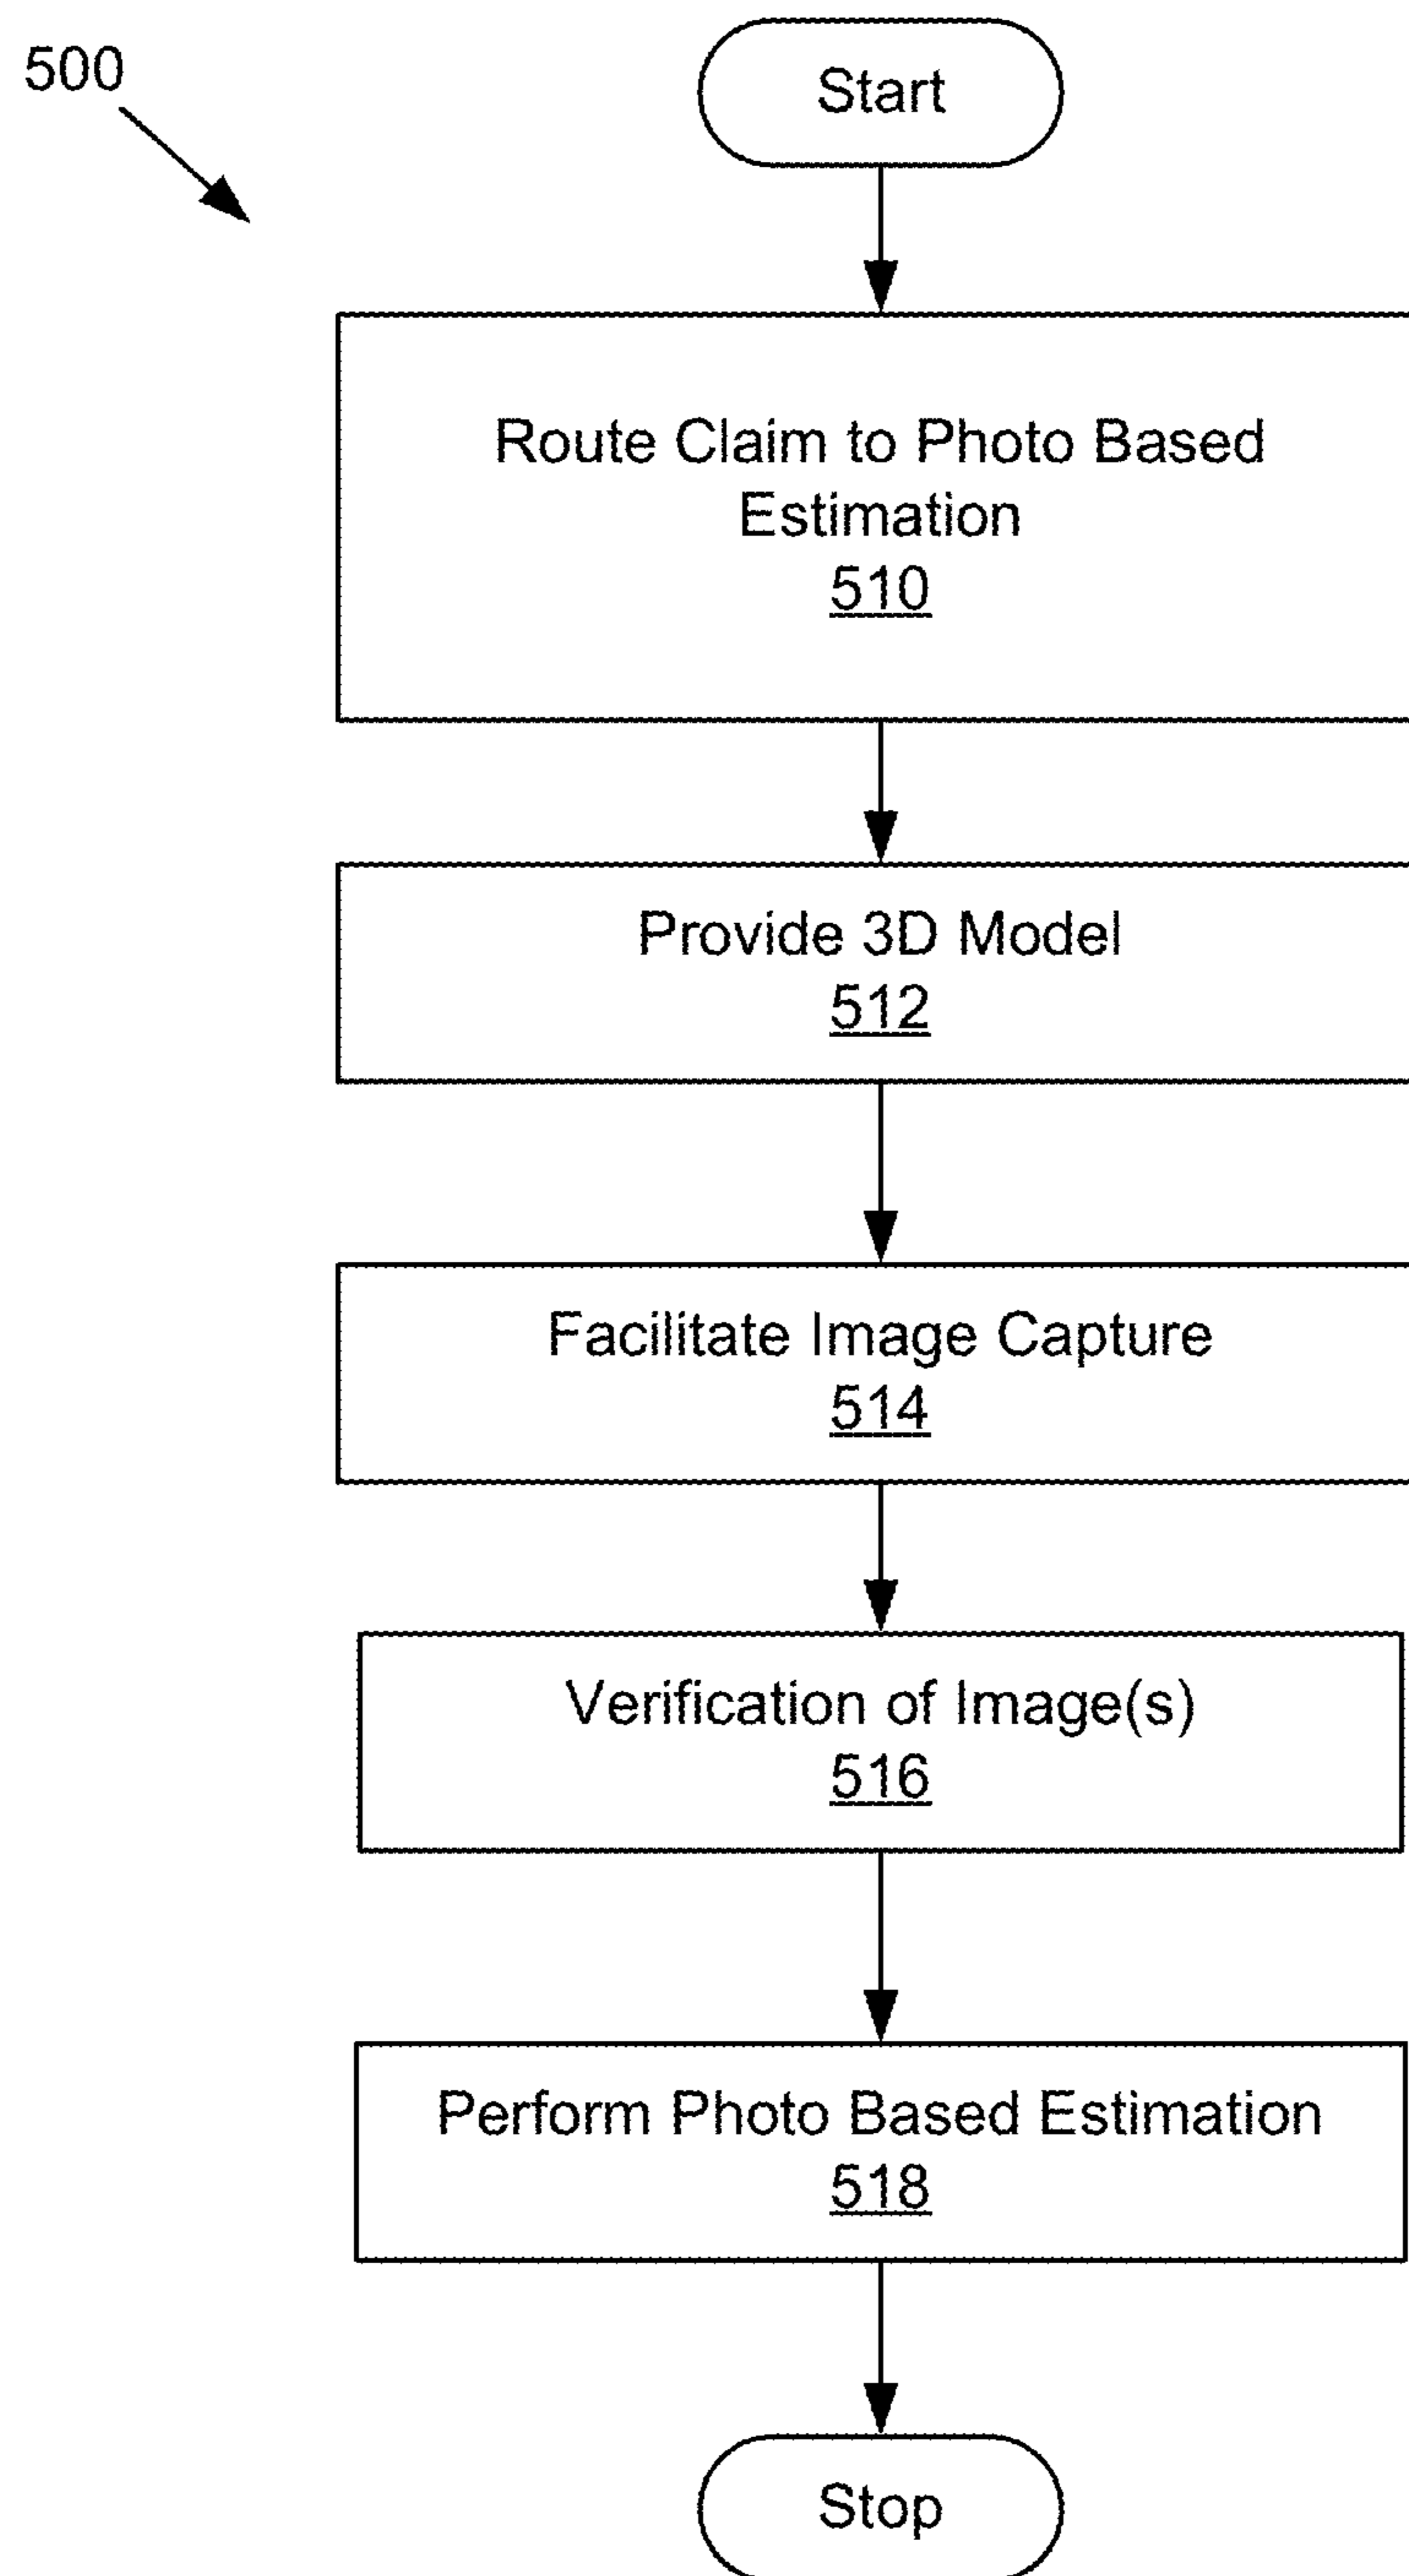 500
Start
Route Claim to Photo Based
Estimation
510
Provide 3D Model
512
Facilitate Image Capture
514
Verification of Image(s)
516
Perform Photo Based Estimation
518
Stop